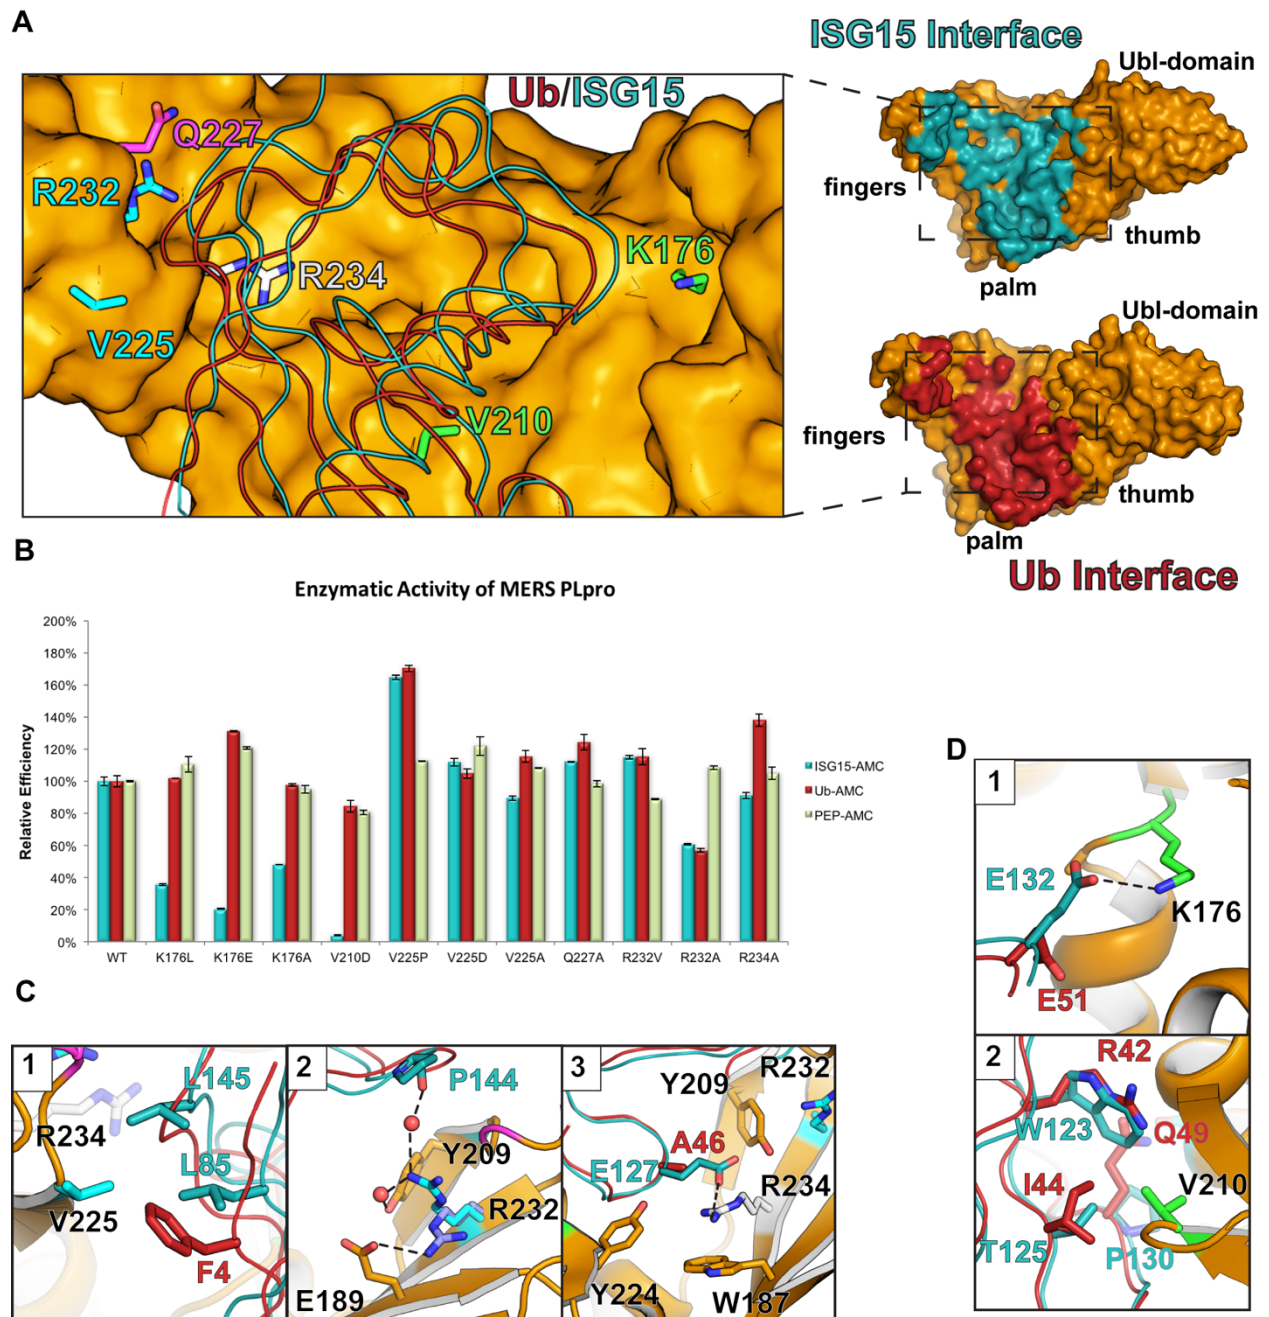 A
ISG15 Interface
Ub/ISG15
Q227
R232
R234
K176
V225
V210
Ubl-domain
fingers
thumb
palm
Ubl-domain
fingers
thumb
palm
Ub Interface
B
Enzymatic Activity of MERS PLpro
Relative Efficiency
200%
180%
160%
140%
120%
100%
80%
60%
40%
20%
0%
WT K176L K176E K176A V210D V225P V225D V225A Q227A R232V R232A R234A
ISG15-AMC
Ub-AMC
PEP-AMC
C
1
L145
R234
L85
V225
F4
2
P144
Y209
R232
E189
3
Y209
R232
A46
E127
R234
Y224
W187
D
1
E132
K176
E51
2
R42
W123
Q49
I44
V210
T125
P130